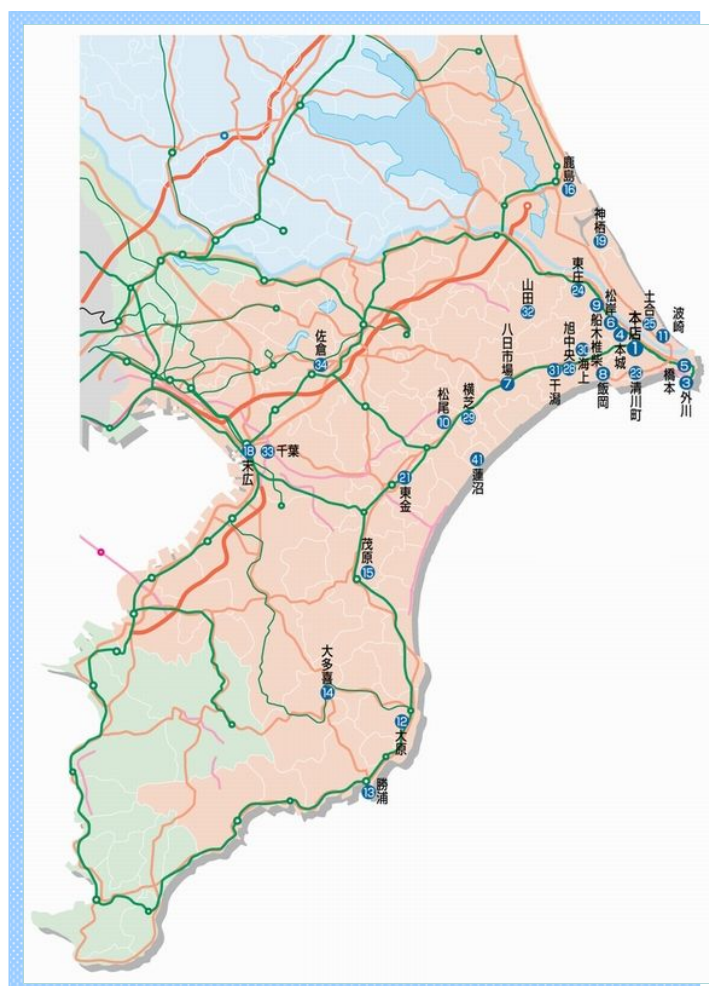 鹿島
16
神栖
19
東庄
24
山田
32
松岸
9
6
船木
椎柴
土合
25
波崎
11
本店
1
4
本城
旭中央
28
海上
30
干潟
31
飯岡
8
清川町
23
橋本
5
外川
3
八日市場
7
佐倉
34
横芝
29
松尾
10
蓮沼
41
東金
21
千葉
33
末広
18
茂原
15
大多喜
14
大原
12
勝浦
13